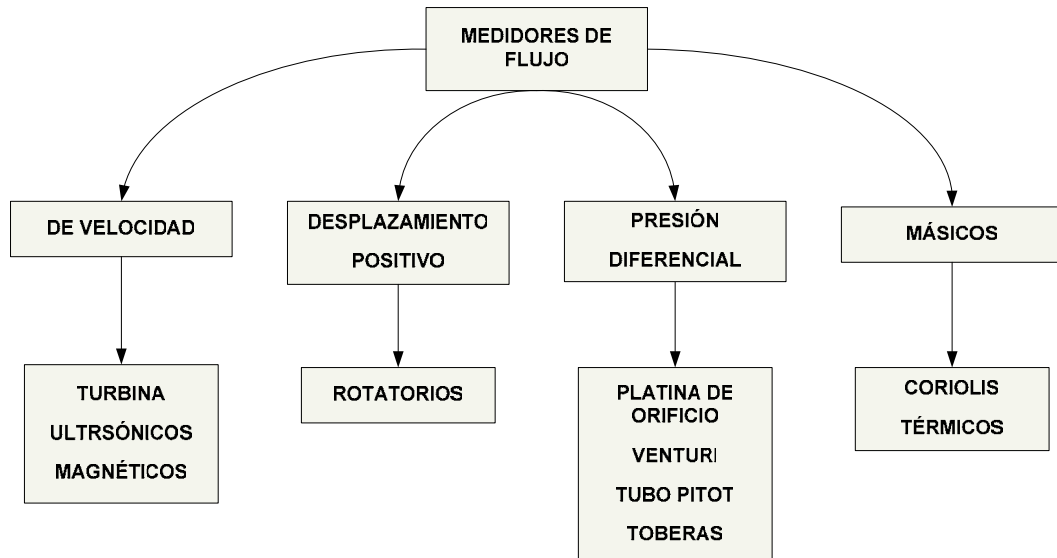 MEDIDORES DE
FLUJO
DE VELOCIDAD
DESPLAZAMIENTO
POSITIVO
PRESIÓN
DIFERENCIAL
MÁSICOS
TURBINA
ULTRSÓNICOS
MAGNÉTICOS
ROTATORIOS
PLATINA DE
ORIFICIO
VENTURI
TUBO PITOT
TOBERAS
CORIOLIS
TÉRMICOS